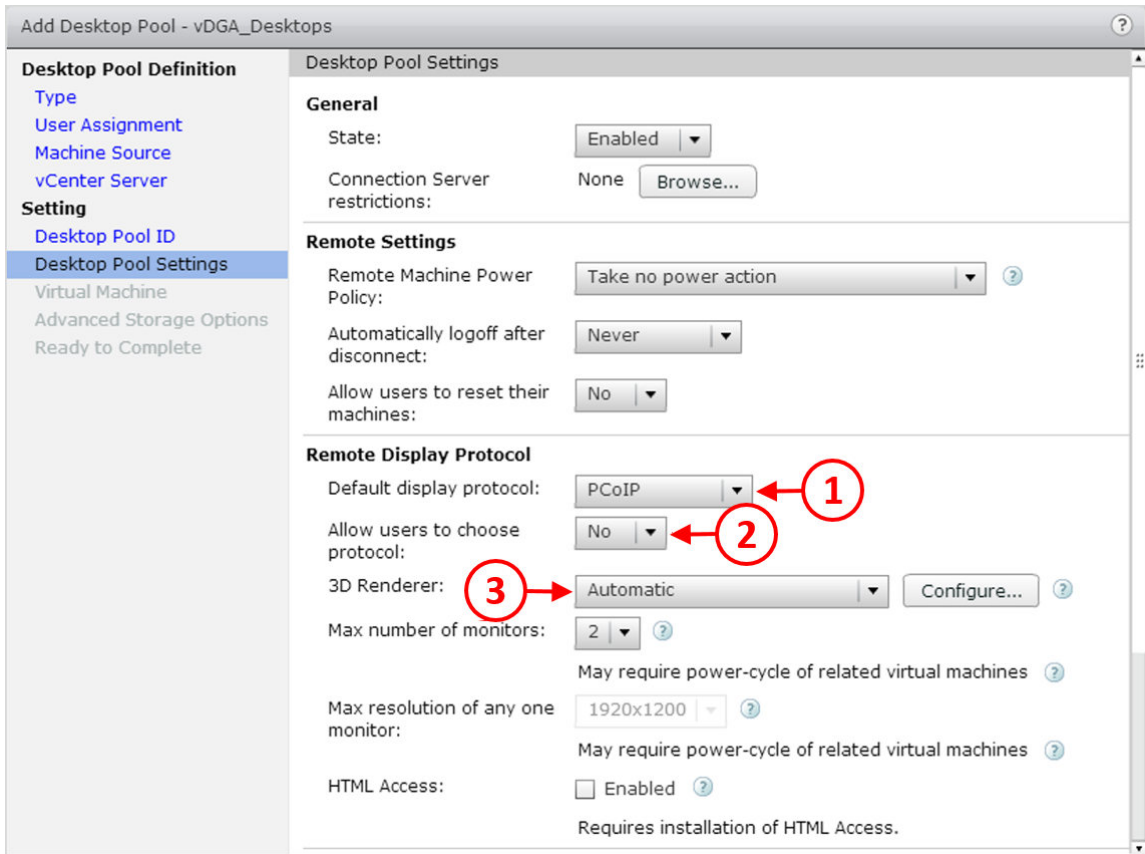 Add Desktop Pool - vDGA_Desktops
?
Desktop Pool Definition
Type
User Assignment
Machine Source
vCenter Server
Setting
Desktop Pool ID
Desktop Pool Settings
Virtual Machine
Advanced Storage Options
Ready to Complete
Desktop Pool Settings
General
State:
Enabled
Connection Server
restrictions:
None
Browse...
Remote Settings
Remote Machine Power
Policy:
Take no power action
?
Automatically logoff after
disconnect:
Never
Allow users to reset their
machines:
No
Remote Display Protocol
Default display protocol:
PCoIP
1
Allow users to choose
protocol:
No
2
3D Renderer:
3
Automatic
Configure...
?
Max number of monitors:
2
?
May require power-cycle of related virtual machines
?
Max resolution of any one
monitor:
1920x1200
?
May require power-cycle of related virtual machines
?
HTML Access:
Enabled
?
Requires installation of HTML Access.